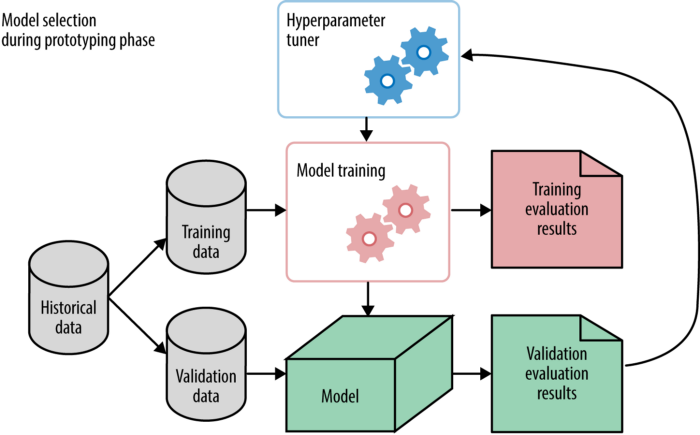 Model selection
during prototyping phase
Hyperparameter
tuner
Model training
Training
data
Training
evaluation
results
Historical
data
Validation
data
Model
Validation
evaluation
results